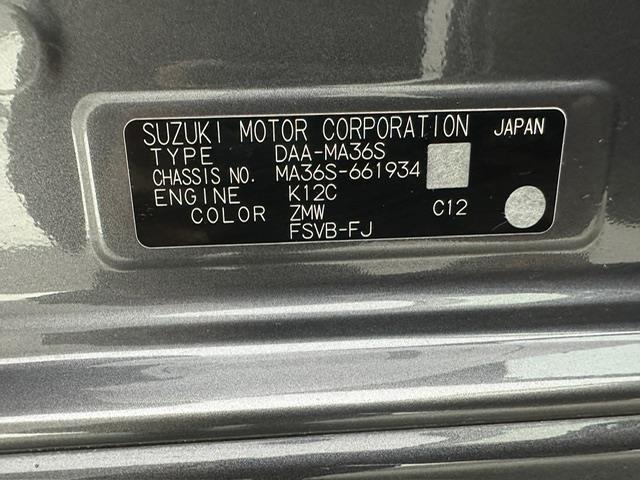 SUZUKI MOTOR CORPORATION JAPAN
TYPE DAA-MA36S
CHASSIS NO. MA36S-661934
ENGINE K12C
COLOR ZMW C12
FSVB-FJ